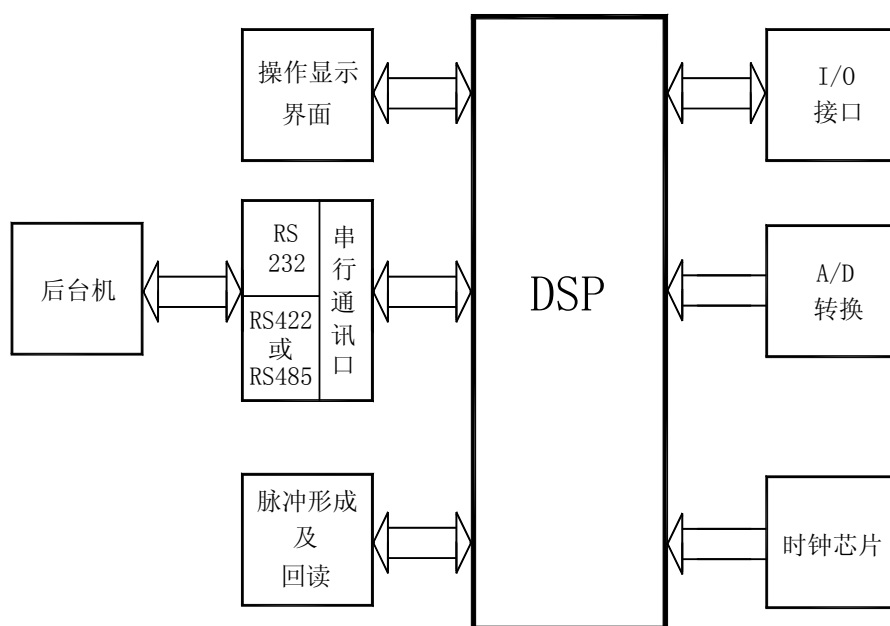 操作显示
界面
I/O
接口
后台机
RS
232
RS422
或
RS485
串
行
通
讯
口
DSP
A/D
转换
脉冲形成
及
回读
时钟芯片